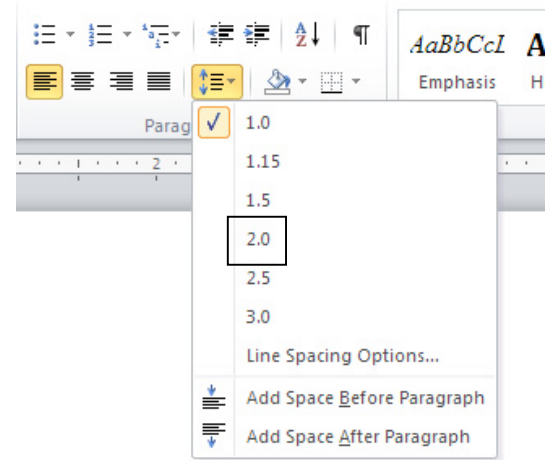 AaBbCcI A
Emphasis H
Parag
2
1.0
1.15
1.5
2.0
2.5
3.0
Line Spacing Options...
Add Space Before Paragraph
Add Space After Paragraph